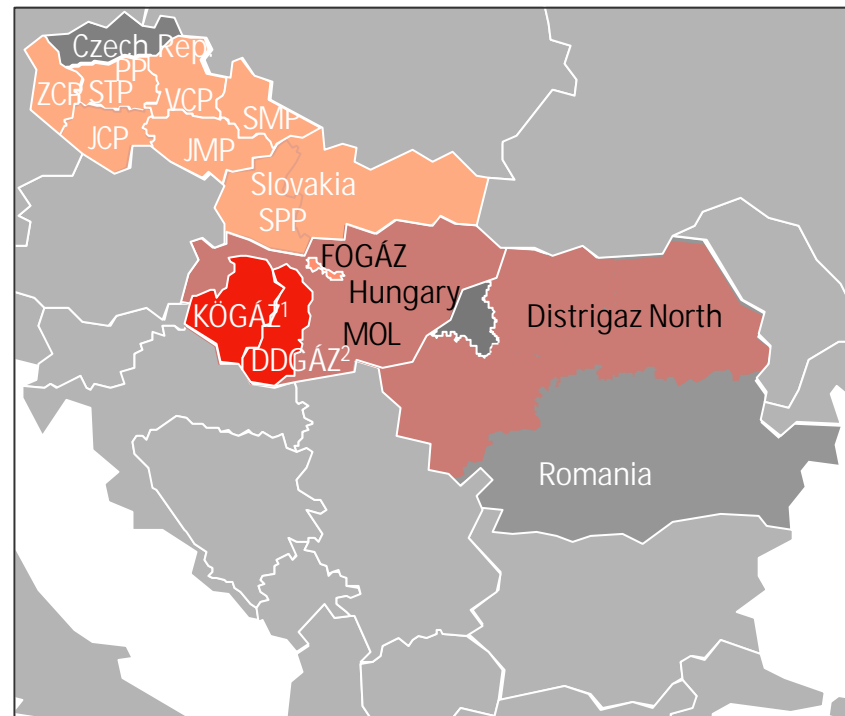 Czech Rep.
PP
ZCP STP VCP
SMP
JCP JMP
Slovakia
SPP
FOGÁZ
Hungary
KÖGÁZ¹ MOL Distrigaz North
DDGÁZ²
Romania